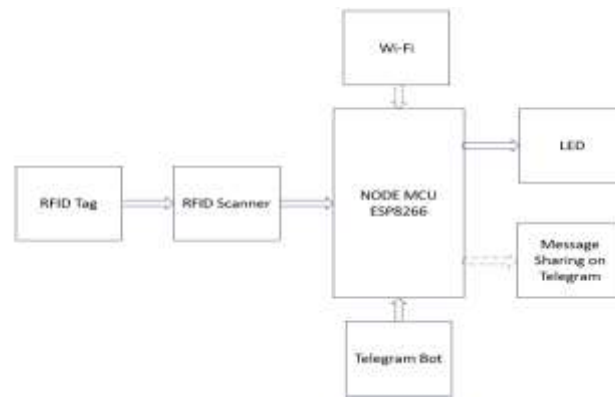 Wi-Fi
LED
RFID Tag
RFID Scanner
NODE MCU
ESP8266
Message
Sharing on
Telegram
Telegram Bot